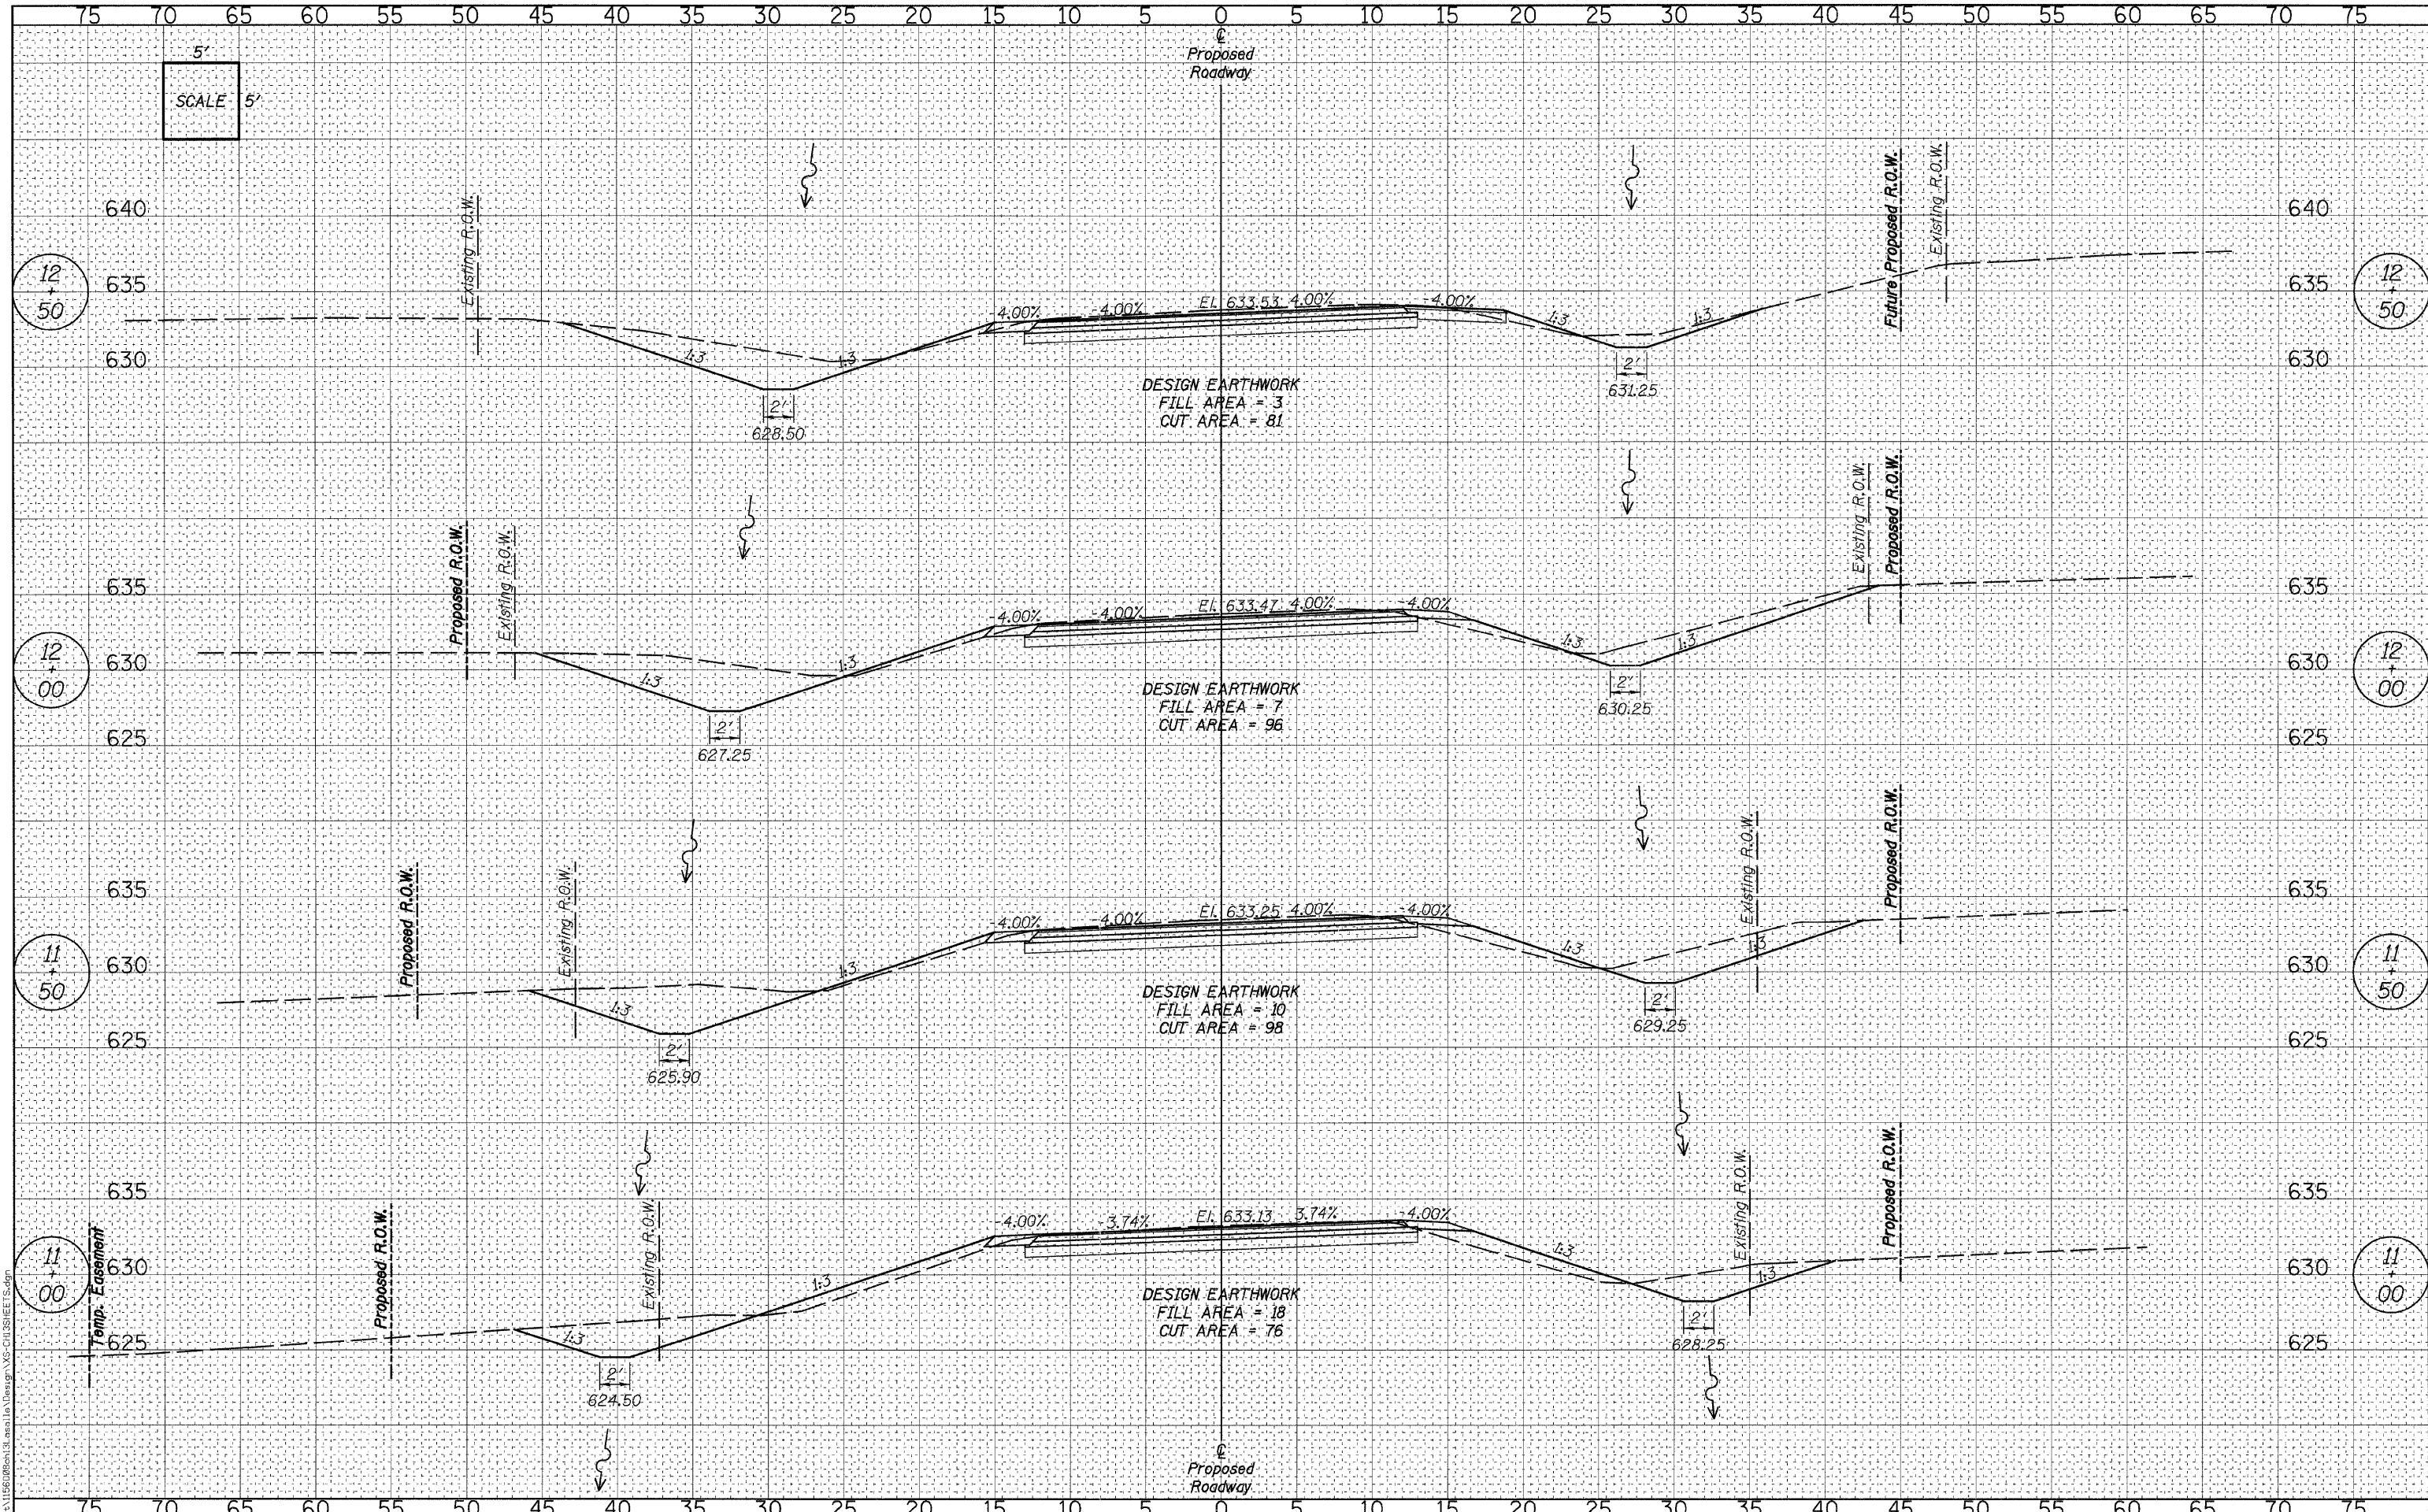 75 70 65 60 55 50 45 40 35 30 25 20 15 10 5 0 5 10 15 20 25 30 35 40 45 50 55 60 65 70 75
℄
Proposed
Roadway
5'
SCALE 5'
12
+
50
640
635
630
Existing R.O.W.
1:3
2'
628.50
1:3
4.00%
-4.00%
El. 633.53
4.00%
-4.00%
1:3
2'
631.25
1:3
Future Proposed R.O.W.
Existing R.O.W.
640
635
630
12
+
50
DESIGN EARTHWORK
FILL AREA = 3
CUT AREA = 81
12
+
00
635
630
625
Proposed R.O.W.
Existing R.O.W.
1:3
2'
627.25
1:3
4.00%
-4.00%
El. 633.47
4.00%
-4.00%
1:3
2'
630.25
1:3
Existing R.O.W.
Proposed R.O.W.
635
630
625
12
+
00
DESIGN EARTHWORK
FILL AREA = 7
CUT AREA = 96
11
+
50
635
630
625
Proposed R.O.W.
Existing R.O.W.
1:3
2'
625.90
1:3
-4.00%
-4.00%
El. 633.25
4.00%
-4.00%
1:3
2'
629.25
1:3
Existing R.O.W.
Proposed R.O.W.
635
630
625
11
+
50
DESIGN EARTHWORK
FILL AREA = 10
CUT AREA = 98
11
+
00
635
630
625
Temp. Easement
Proposed R.O.W.
Existing R.O.W.
1:3
2'
624.50
1:3
-4.00%
-3.74%
El. 633.13
3.74%
-4.00%
1:3
2'
628.25
1:3
Existing R.O.W.
Proposed R.O.W.
635
630
625
11
+
00
DESIGN EARTHWORK
FILL AREA = 18
CUT AREA = 76
℄
Proposed
Roadway
75 70 65 60 55 50 45 40 35 30 25 20 15 10 5 0 5 10 15 20 25 30 35 40 45 50 55 60 65 70 75